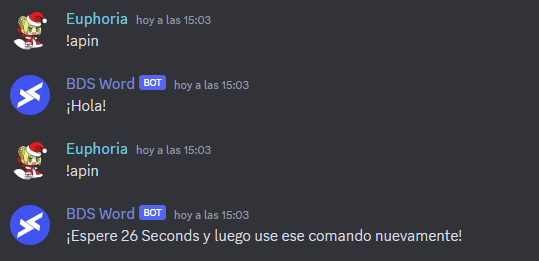 Euphoria hoy a las 15:03
!apin
BDS Word BOT hoy a las 15:03
¡Hola!
Euphoria hoy a las 15:03
!apin
BDS Word BOT hoy a las 15:03
¡Espere 26 Seconds y luego use ese comando nuevamente!